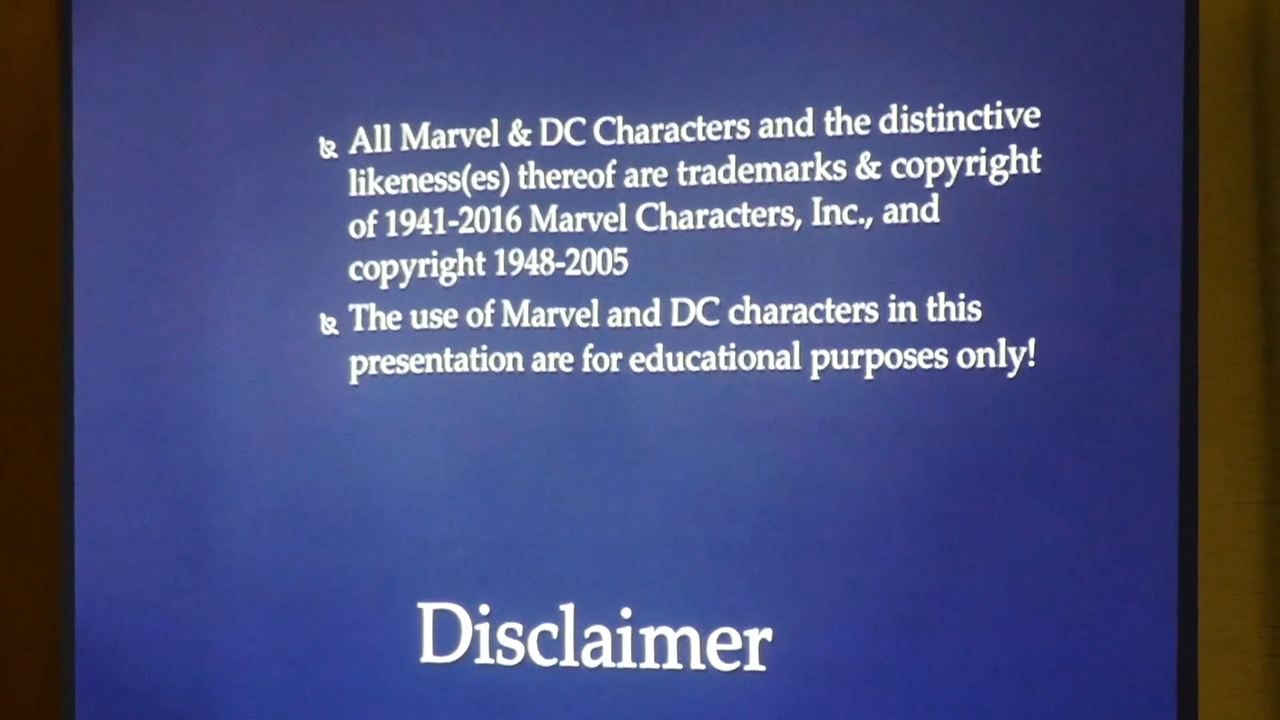 All Marvel & DC Characters and the distinctive
likeness(es) thereof are trademarks & copyright
of 1941-2016 Marvel Characters, Inc., and
copyright 1948-2005
The use of Marvel and DC characters in this
presentation are for educational purposes only!
Disclaimer